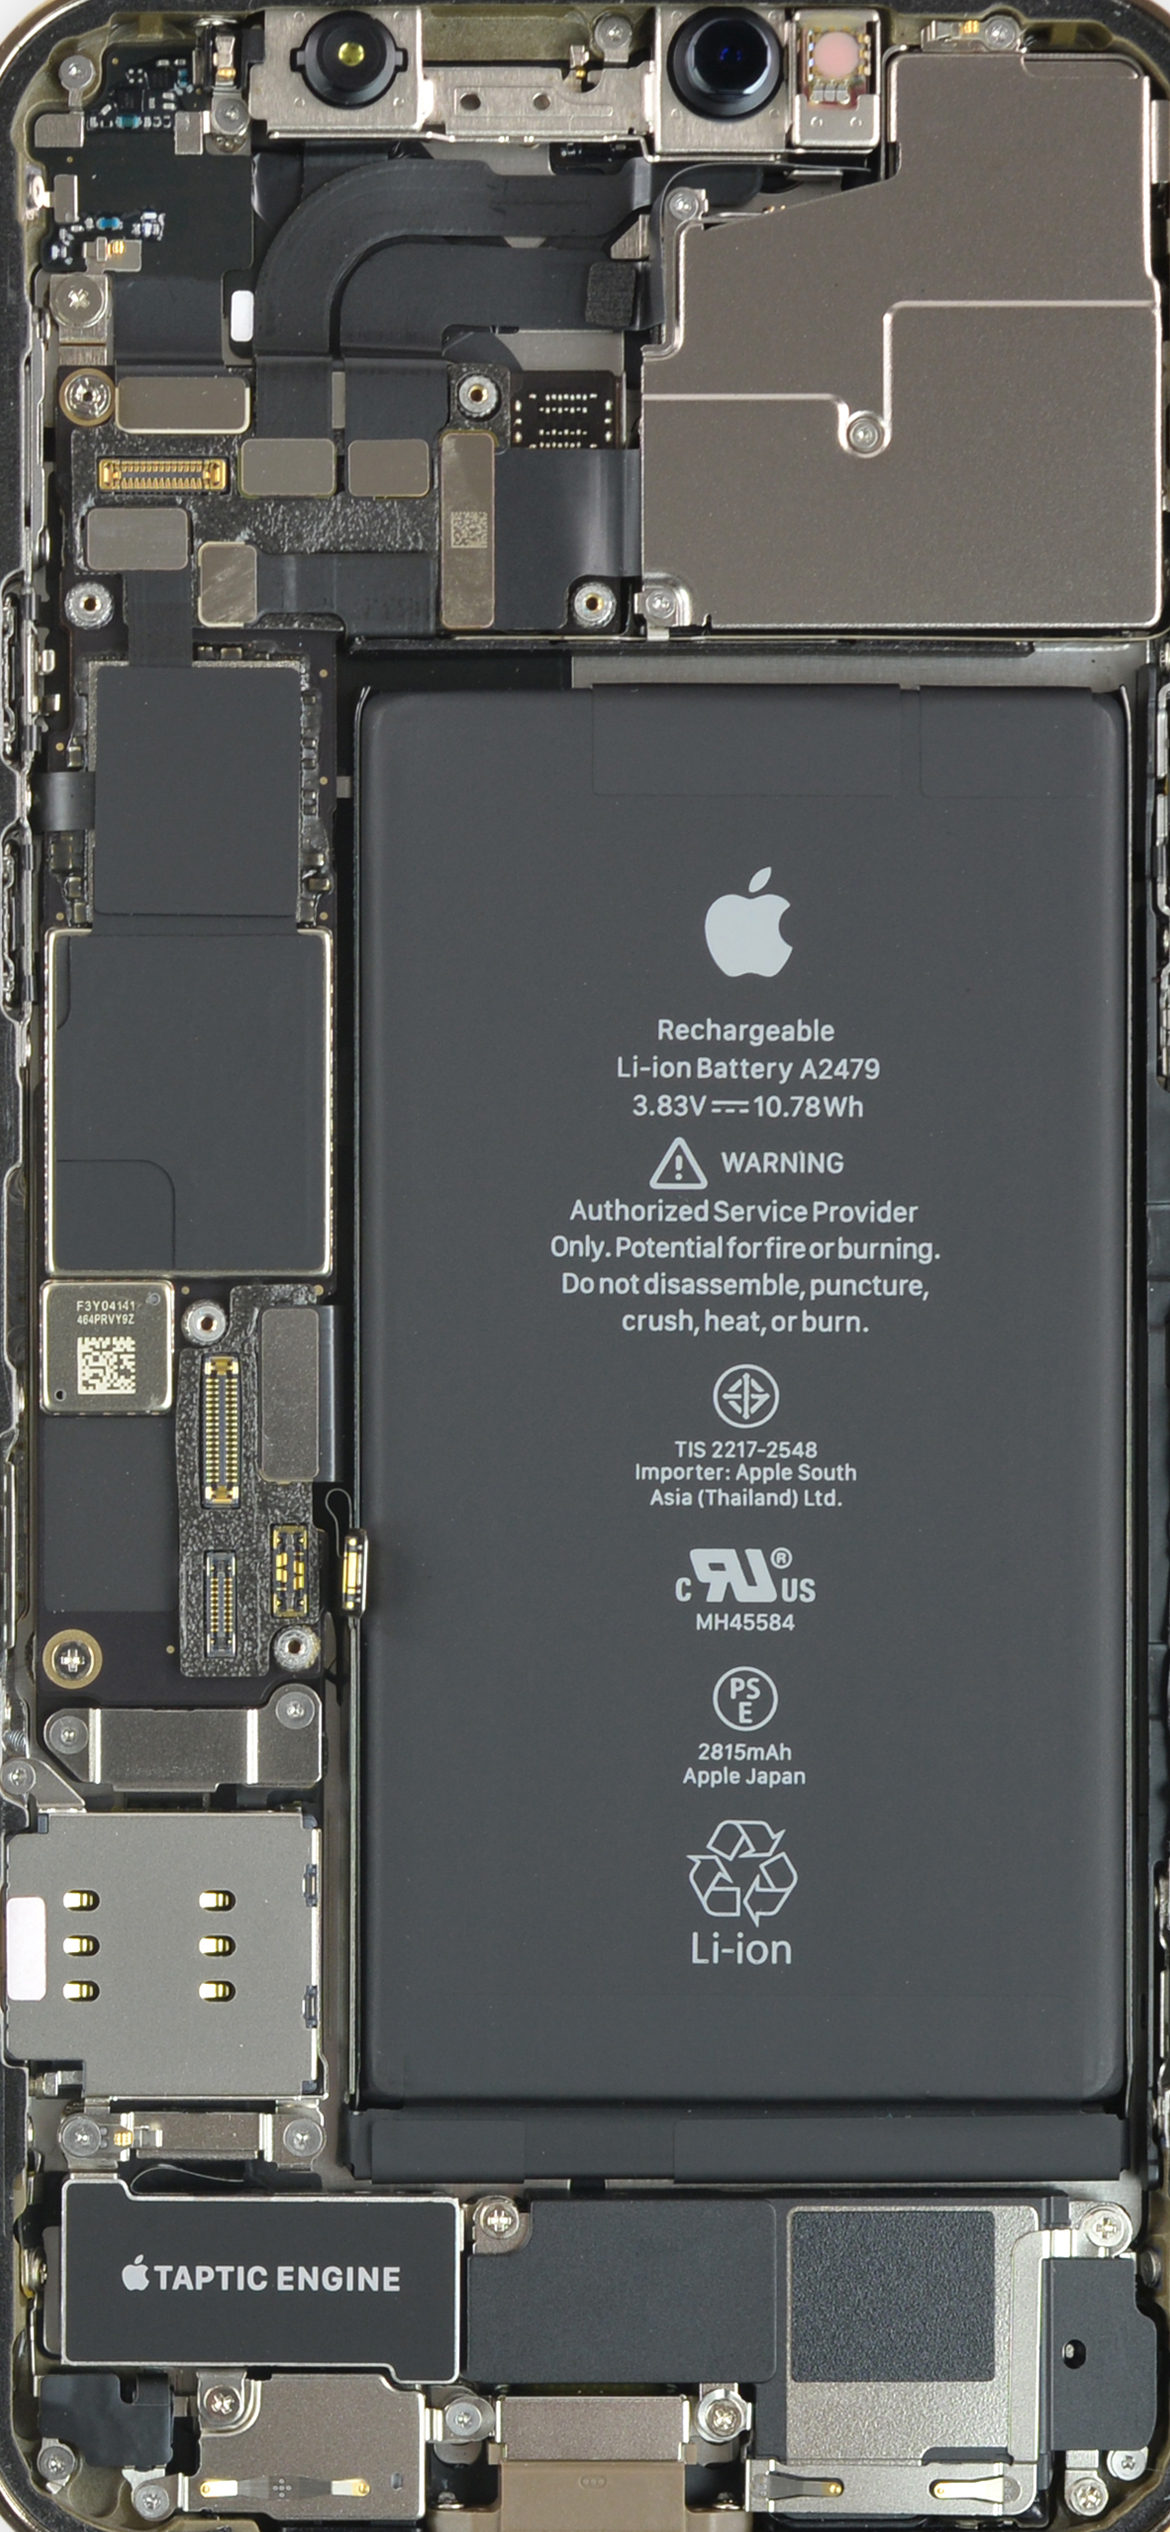 Rechargeable
Li-ion Battery A2479
3.83V⎓10.78Wh
WARNING
Authorized Service Provider
Only. Potential for fire or burning.
Do not disassemble, puncture,
crush, heat, or burn.
F3Y04141
464PRVY9Z
TIS 2217-2548
Importer: Apple South
Asia (Thailand) Ltd.
c RU ® US
MH45584
PS
E
2815mAh
Apple Japan
Li-ion
TAPTIC ENGINE